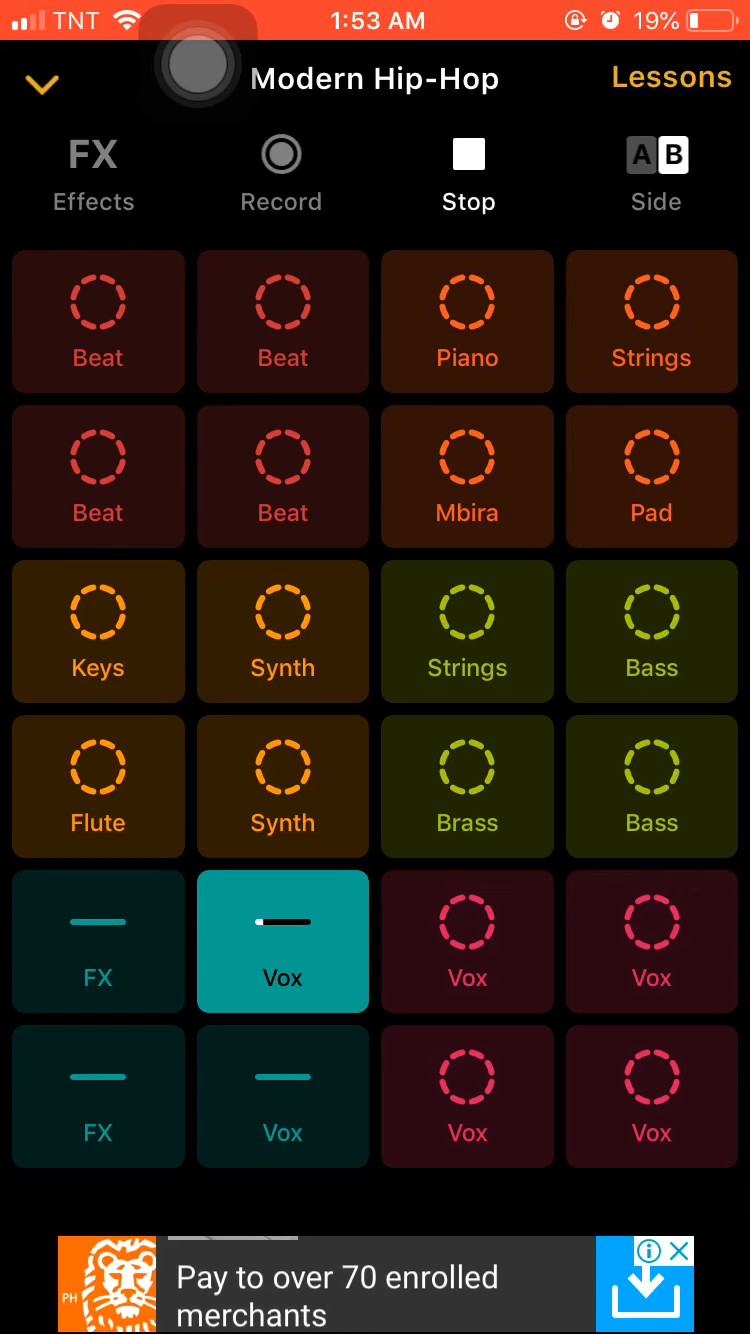 TNT 1:53 AM 19%
Modern Hip-Hop Lessons
FX A B
Effects Record Stop Side
Beat Beat Piano Strings
Beat Beat Mbira Pad
Keys Synth Strings Bass
Flute Synth Brass Bass
FX Vox Vox Vox
FX Vox Vox Vox
Pay to over 70 enrolled
PH
merchants